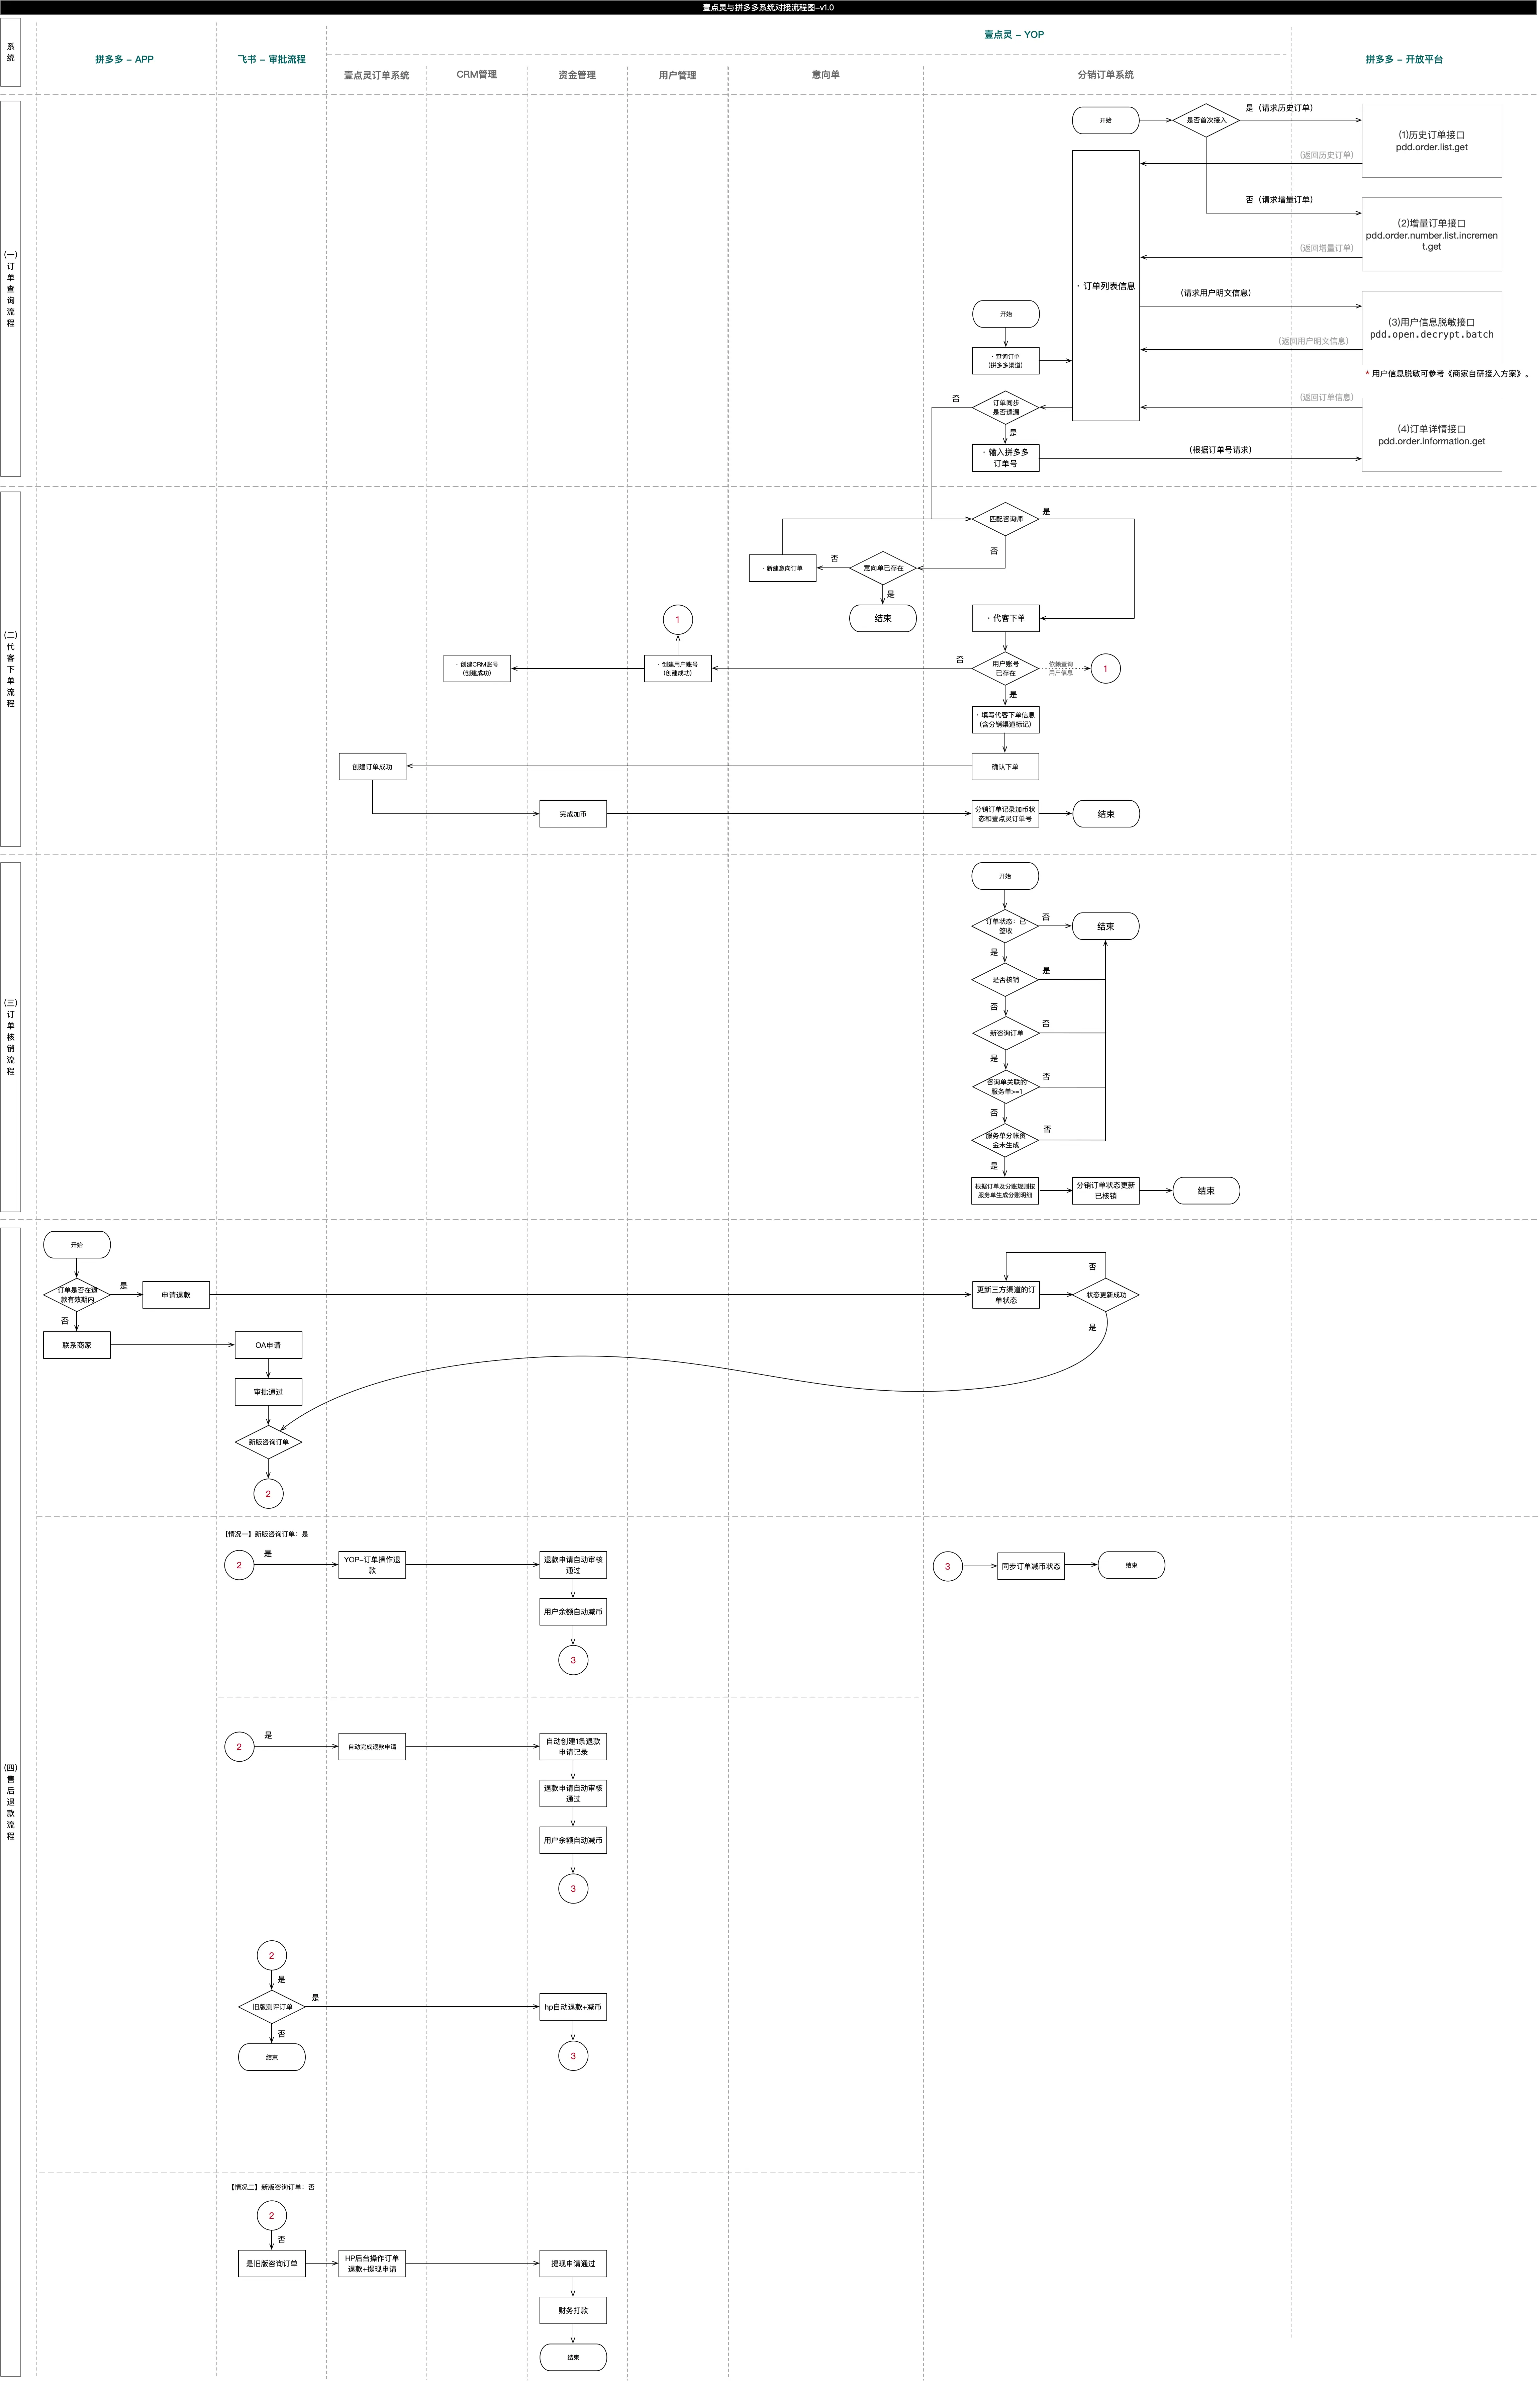 壹点灵与拼多多系统对接流程图-v1.0
系
统
拼多多 - APP
飞书 - 审批流程
壹点灵 - YOP
拼多多 - 开放平台
壹点灵订单系统
CRM管理
资金管理
用户管理
意向单
分销订单系统
(一)
订
单
查
询
流
程
开始
是否首次接入
是（请求历史订单）
(1)历史订单接口
pdd.order.list.get
（返回历史订单）
否（请求增量订单）
(2)增量订单接口
pdd.order.number.list.incremen
t.get
（返回增量订单）
· 订单列表信息
（请求用户明文信息）
(3)用户信息脱敏接口
pdd.open.decrypt.batch
（返回用户明文信息）
* 用户信息脱敏可参考《商家自研接入方案》。
开始
· 查询订单
（拼多多渠道）
否
订单同步
是否遗漏
（返回订单信息）
是
(4)订单详情接口
pdd.order.information.get
· 输入拼多多
订单号
（根据订单号请求）
(二)
代
客
下
单
流
程
匹配咨询师
是
否
· 新建意向订单
否
意向单已存在
是
结束
· 代客下单
1
· 创建CRM账号
（创建成功）
· 创建用户账号
（创建成功）
否
用户账号
已存在
依赖查询
用户信息
1
是
· 填写代客下单信息
（含分销渠道标记）
创建订单成功
确认下单
完成加币
分销订单记录加币状
态和壹点灵订单号
结束
(三)
订
单
核
销
流
程
开始
订单状态：已
签收
否
结束
是
是否核销
是
否
新咨询订单
否
是
咨询单关联的
服务单>=1
否
否
服务单分帐资
金未生成
否
是
根据订单及分账规则按
服务单生成分账明细
分销订单状态更新
已核销
结束
(四)
售
后
退
款
流
程
开始
订单是否在退
款有效期内
是
申请退款
更新三方渠道的订
单状态
否
状态更新成功
是
否
联系商家
OA申请
审批通过
新版咨询订单
2
【情况一】新版咨询订单：是
2
是
YOP-订单操作退
款
退款申请自动审核
通过
用户余额自动减币
3
3
同步订单减币状态
结束
2
是
自动完成退款申请
自动创建1条退款
申请记录
退款申请自动审核
通过
用户余额自动减币
3
2
是
旧版测评订单
是
hp自动退款+减币
否
结束
3
【情况二】新版咨询订单：否
2
否
是旧版咨询订单
HP后台操作订单
退款+提现申请
提现申请通过
财务打款
结束